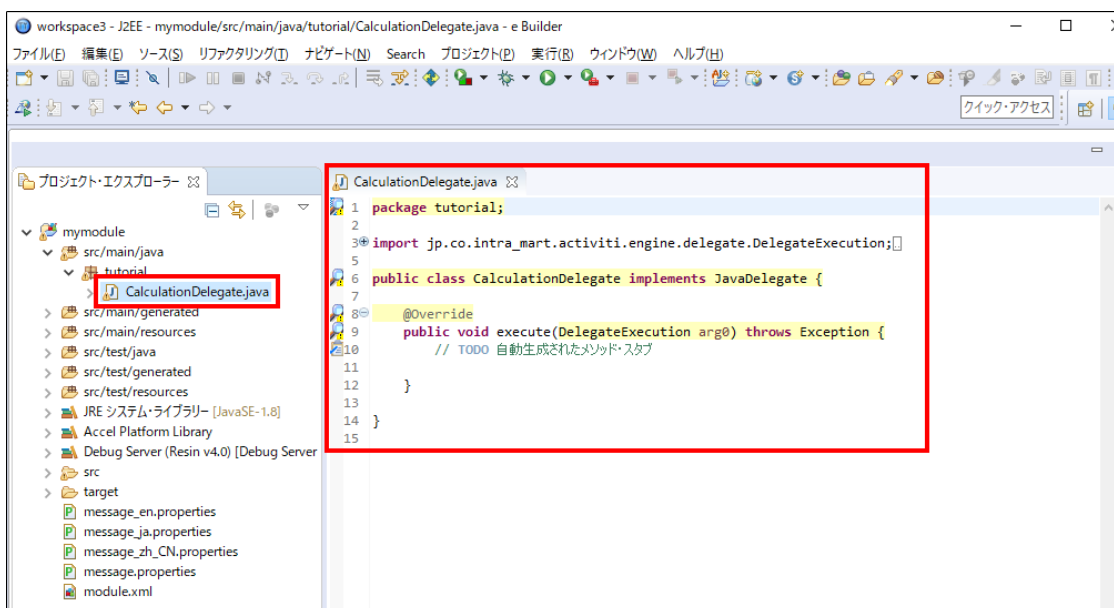 workspace3 - J2EE - mymodule/src/main/java/tutorial/CalculationDelegate.java - e Builder
ファイル(F) 編集(E) ソース(S) リファクタリング(T) ナビゲート(N) Search プロジェクト(P) 実行(R) ウィンドウ(W) ヘルプ(H)
クイック・アクセス
プロジェクト・エクスプローラー
mymodule
src/main/java
tutorial
CalculationDelegate.java
src/main/generated
src/main/resources
src/test/java
src/test/generated
src/test/resources
JRE システム・ライブラリー [JavaSE-1.8]
Accel Platform Library
Debug Server (Resin v4.0) [Debug Server
src
target
message_en.properties
message_ja.properties
message_zh_CN.properties
message.properties
module.xml
CalculationDelegate.java
1 package tutorial;
2
3 import jp.co.intra_mart.activiti.engine.delegate.DelegateExecution;
5
6 public class CalculationDelegate implements JavaDelegate {
7
8 @Override
9 public void execute(DelegateExecution arg0) throws Exception {
10 // TODO 自動生成されたメソッド・スタブ
11
12 }
13
14 }
15